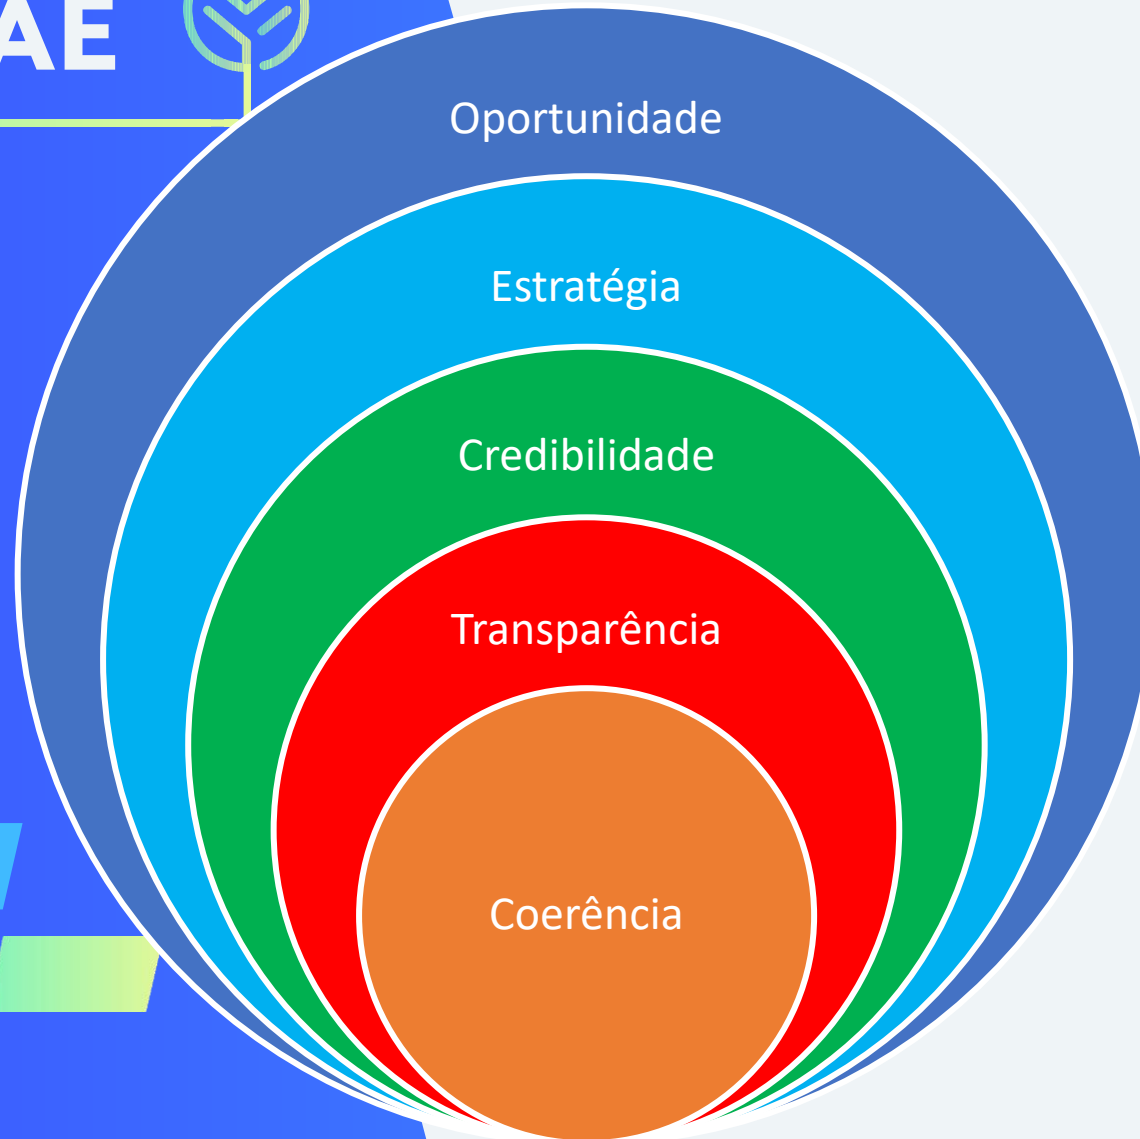 AE
Oportunidade
Estratégia
Credibilidade
Transparência
Coerência